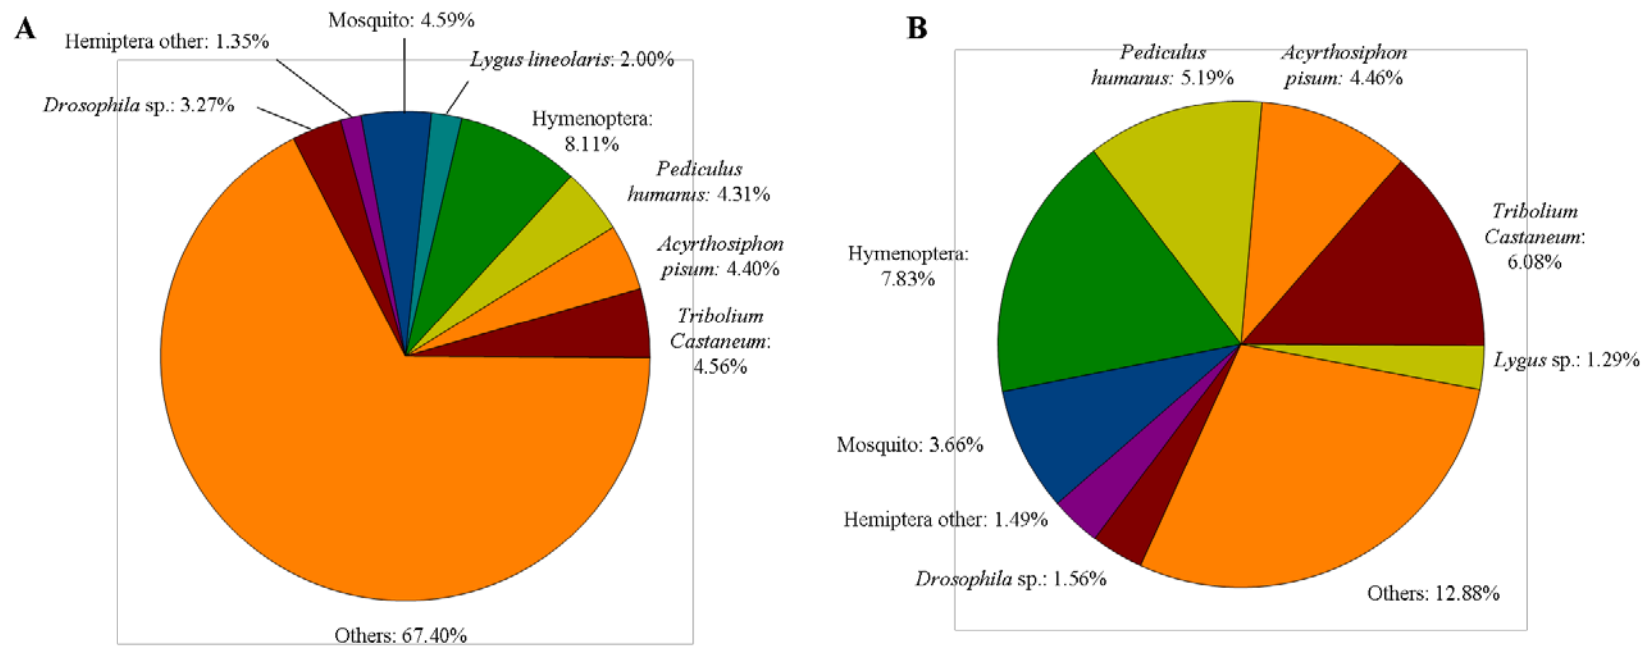 A
Mosquito: 4.59%
Hemiptera other: 1.35%
Lygus lineolaris: 2.00%
Drosophila sp.: 3.27%
Hymenoptera:
8.11%
Pediculus
humanus: 4.31%
Acyrthosiphon
pisum: 4.40%
Tribolium
Castaneum:
4.56%
Others: 67.40%
B
Pediculus
humanus: 5.19%
Acyrthosiphon
pisum: 4.46%
Tribolium
Castaneum:
6.08%
Hymenoptera:
7.83%
Lygus sp.: 1.29%
Mosquito: 3.66%
Hemiptera other: 1.49%
Drosophila sp.: 1.56%
Others: 12.88%